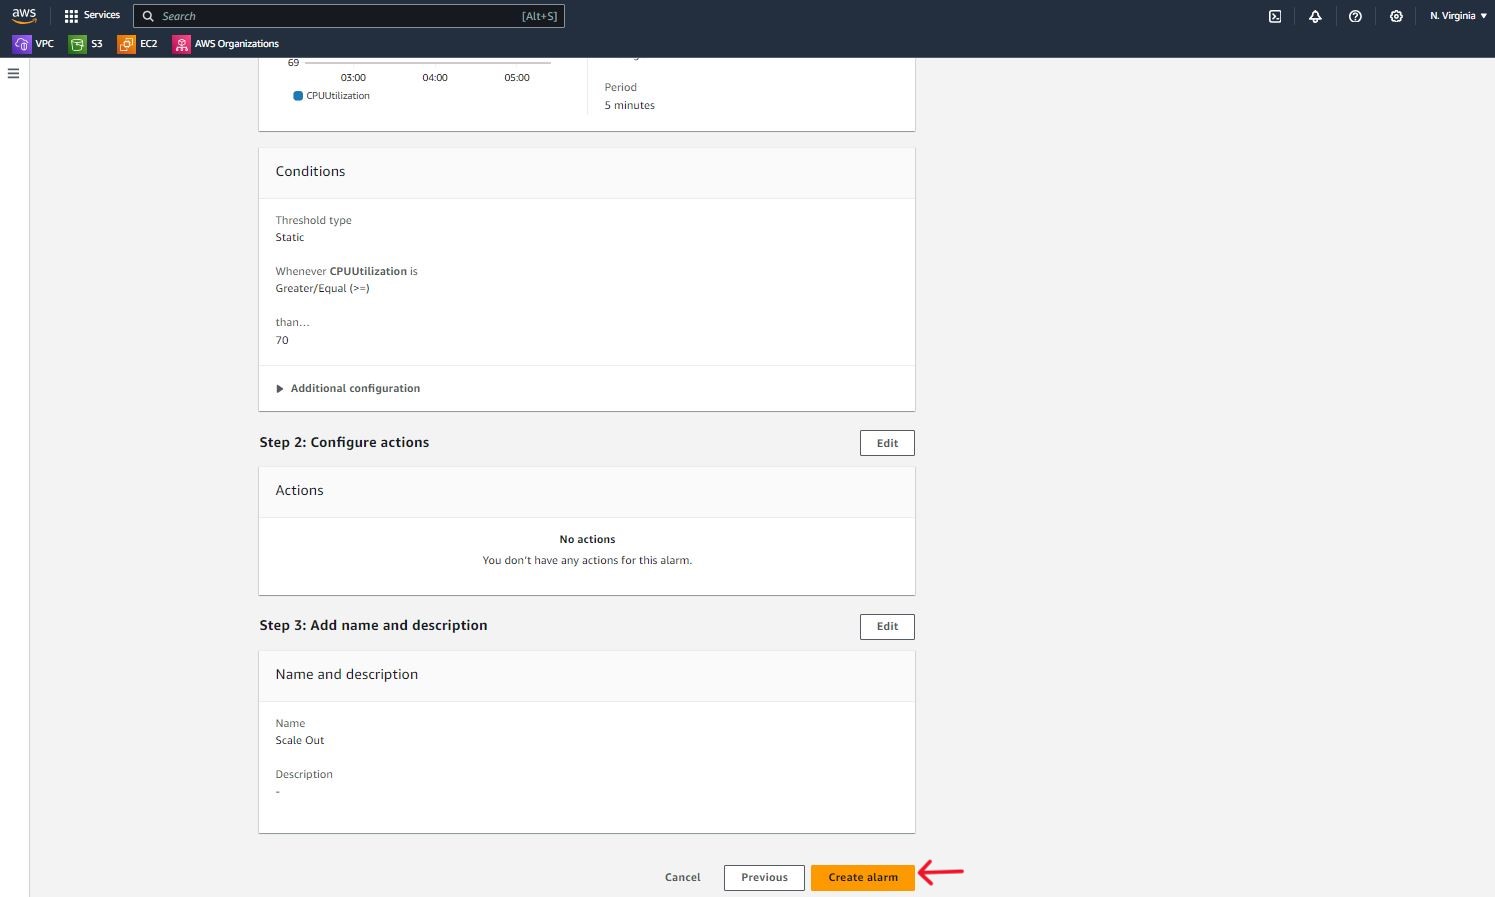 aws
Services
Search
[Alt+S]
N. Virginia
VPC
S3
EC2
AWS Organizations
69
03:00
04:00
05:00
CPUUtilization
Period
5 minutes
Conditions
Threshold type
Static
Whenever CPUUtilization is
Greater/Equal (>=)
than...
70
Additional configuration
Step 2: Configure actions
Edit
Actions
No actions
You don't have any actions for this alarm.
Step 3: Add name and description
Edit
Name and description
Name
Scale Out
Description
-
Cancel
Previous
Create alarm